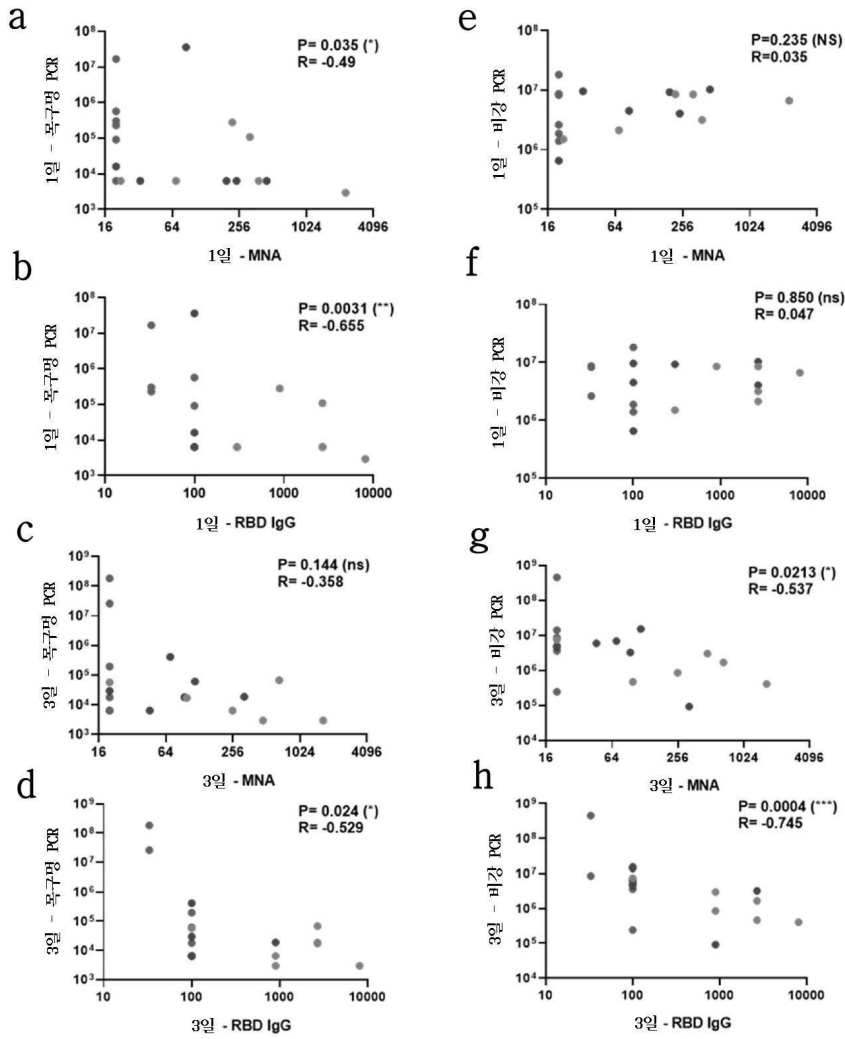 a
P= 0.035 (*)
R= -0.49
1일 - 목구멍 PCR
10⁸
10⁷
10⁶
10⁵
10⁴
10³
16 64 256 1024 4096
1일 - MNA
b
P= 0.0031 (**)
R= -0.655
1일 - 목구멍 PCR
10⁸
10⁷
10⁶
10⁵
10⁴
10³
10 100 1000 10000
1일 - RBD IgG
c
P= 0.144 (ns)
R= -0.358
3일 - 목구멍 PCR
10⁹
10⁸
10⁷
10⁶
10⁵
10⁴
10³
16 64 256 1024 4096
3일 - MNA
d
P= 0.024 (*)
R= -0.529
3일 - 목구멍 PCR
10⁹
10⁸
10⁷
10⁶
10⁵
10⁴
10³
10 100 1000 10000
3일 - RBD IgG
e
P=0.235 (NS)
R=0.035
1일 - 비강 PCR
10⁸
10⁷
10⁶
10⁵
16 64 256 1024 4096
1일 - MNA
f
P= 0.850 (ns)
R= 0.047
1일 - 비강 PCR
10⁸
10⁷
10⁶
10⁵
10 100 1000 10000
1일 - RBD IgG
g
P= 0.0213 (*)
R= -0.537
3일 - 비강 PCR
10⁹
10⁸
10⁷
10⁶
10⁵
10⁴
16 64 256 1024 4096
3일 - MNA
h
P= 0.0004 (***)
R= -0.745
3일 - 비강 PCR
10⁹
10⁸
10⁷
10⁶
10⁵
10⁴
10 100 1000 10000
3일 - RBD IgG